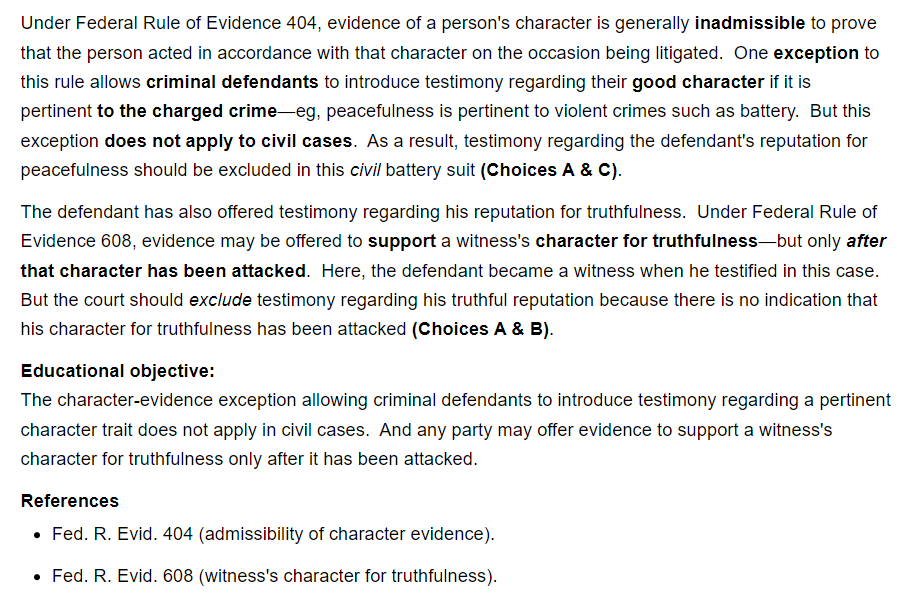 Under Federal Rule of Evidence 404, evidence of a person's character is generally inadmissible to prove
that the person acted in accordance with that character on the occasion being litigated.  One exception to
this rule allows criminal defendants to introduce testimony regarding their good character if it is
pertinent to the charged crime—eg, peacefulness is pertinent to violent crimes such as battery.  But this
exception does not apply to civil cases.  As a result, testimony regarding the defendant's reputation for
peacefulness should be excluded in this civil battery suit (Choices A & C).
The defendant has also offered testimony regarding his reputation for truthfulness.  Under Federal Rule of
Evidence 608, evidence may be offered to support a witness's character for truthfulness—but only after
that character has been attacked.  Here, the defendant became a witness when he testified in this case.
But the court should exclude testimony regarding his truthful reputation because there is no indication that
his character for truthfulness has been attacked (Choices A & B).
Educational objective:
The character-evidence exception allowing criminal defendants to introduce testimony regarding a pertinent
character trait does not apply in civil cases.  And any party may offer evidence to support a witness's
character for truthfulness only after it has been attacked.
References
• Fed. R. Evid. 404 (admissibility of character evidence).
• Fed. R. Evid. 608 (witness's character for truthfulness).